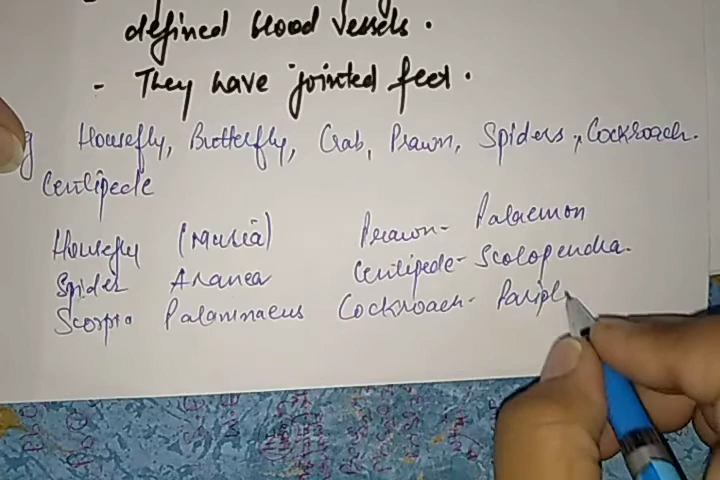 defined blood vessels.
- They have jointed feet.
g Housefly, Butterfly, Crab, Prawn, Spiders, Cockroach.
Centipede
Housefly (Musca) Prawn- Palaemon
Spider Aranea Centipede- Scolopendra.
Scorpio Palamnaeus Cockroach- Paripl